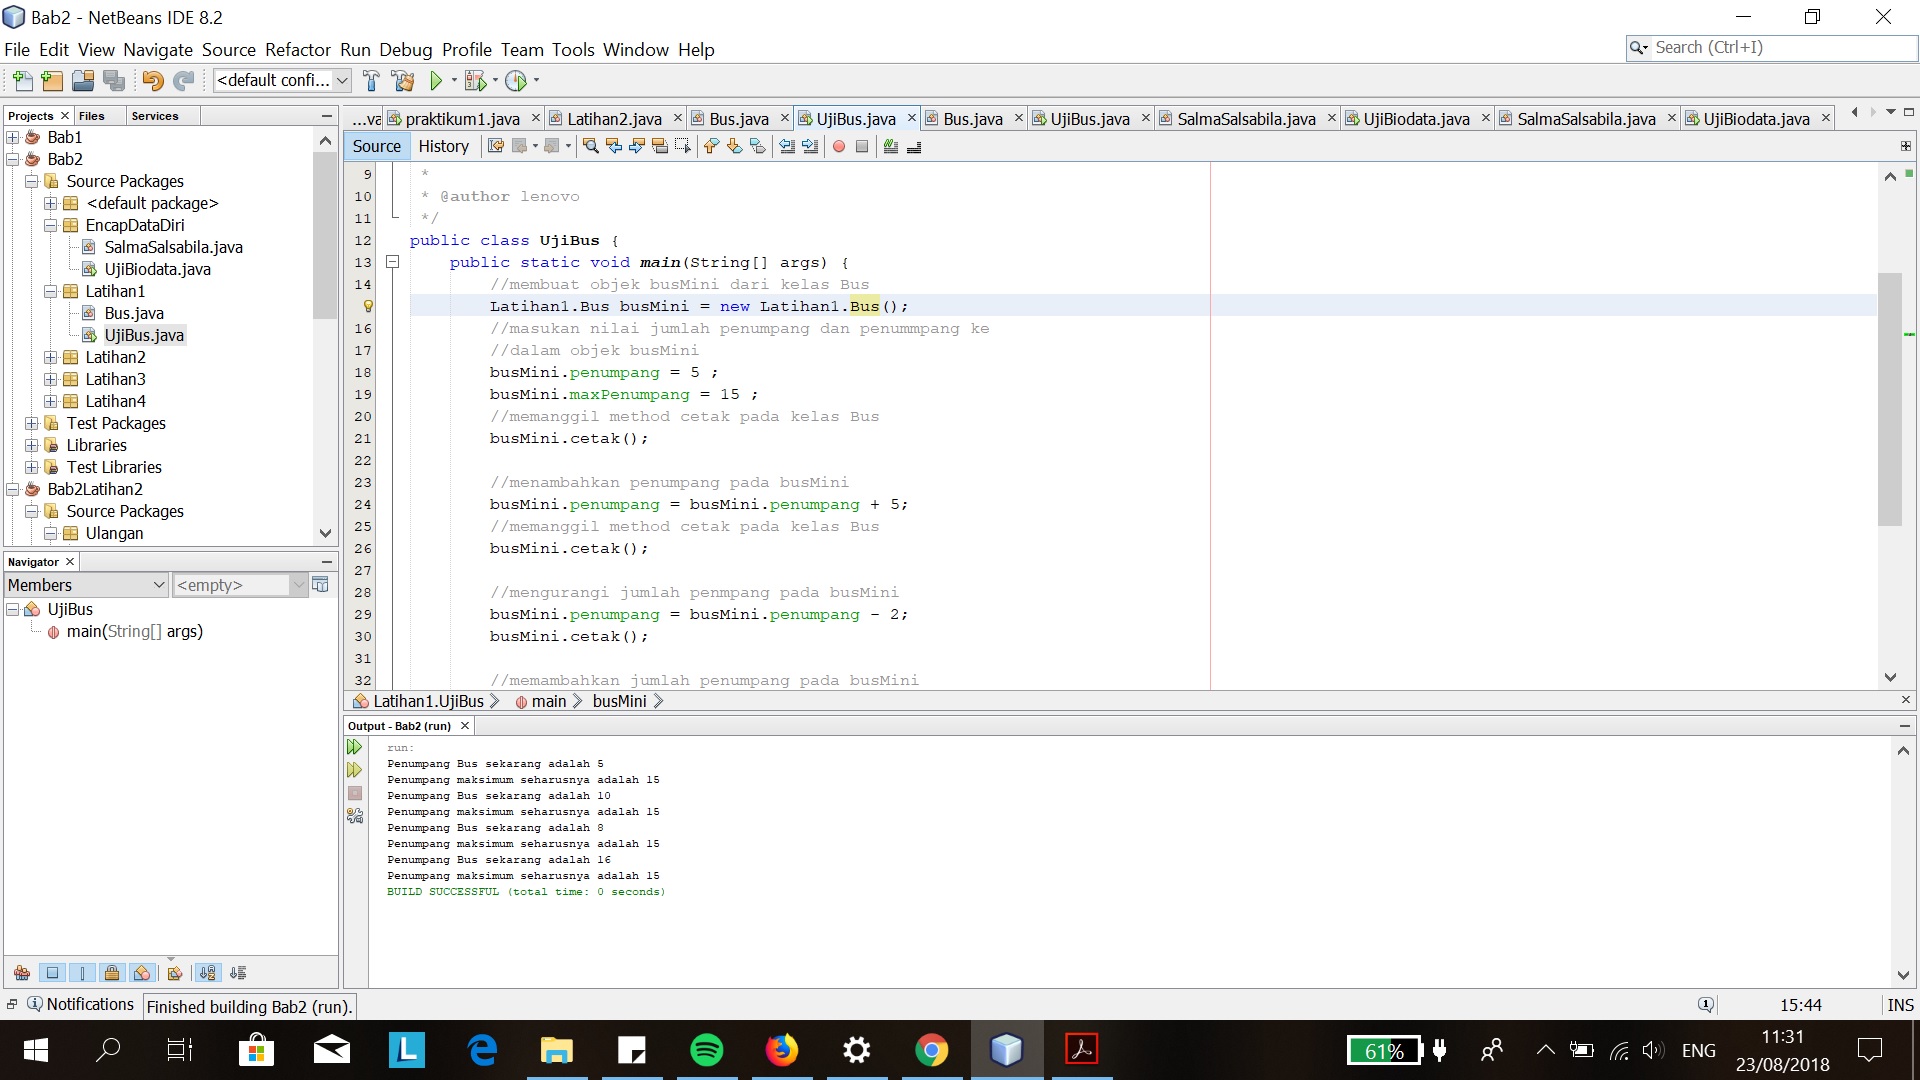 Bab2 - NetBeans IDE 8.2
File Edit View Navigate Source Refactor Run Debug Profile Team Tools Window Help
Search (Ctrl+I)
<default confi...
Projects Files Services
Bab1
Bab2
Source Packages
<default package>
EncapDataDiri
SalmaSalsabila.java
UjiBiodata.java
Latihan1
Bus.java
UjiBus.java
Latihan2
Latihan3
Latihan4
Test Packages
Libraries
Test Libraries
Bab2Latihan2
Source Packages
Ulangan
Navigator
Members <empty>
UjiBus
main(String[] args)
...va praktikum1.java Latihan2.java Bus.java UjiBus.java Bus.java UjiBus.java SalmaSalsabila.java UjiBiodata.java SalmaSalsabila.java UjiBiodata.java
Source History
9 *
10 * @author lenovo
11 */
12 public class UjiBus {
13 public static void main(String[] args) {
14 //membuat objek busMini dari kelas Bus
Latihan1.Bus busMini = new Latihan1.Bus();
16 //masukan nilai jumlah penumpang dan penummpang ke
17 //dalam objek busMini
18 busMini.penumpang = 5 ;
19 busMini.maxPenumpang = 15 ;
20 //memanggil method cetak pada kelas Bus
21 busMini.cetak();
22
23 //menambahkan penumpang pada busMini
24 busMini.penumpang = busMini.penumpang + 5;
25 //memanggil method cetak pada kelas Bus
26 busMini.cetak();
27
28 //mengurangi jumlah penmpang pada busMini
29 busMini.penumpang = busMini.penumpang - 2;
30 busMini.cetak();
31
32 //memambahkan jumlah penumpang pada busMini
Latihan1.UjiBus main busMini
Output - Bab2 (run)
run:
Penumpang Bus sekarang adalah 5
Penumpang maksimum seharusnya adalah 15
Penumpang Bus sekarang adalah 10
Penumpang maksimum seharusnya adalah 15
Penumpang Bus sekarang adalah 8
Penumpang maksimum seharusnya adalah 15
Penumpang Bus sekarang adalah 16
Penumpang maksimum seharusnya adalah 15
BUILD SUCCESSFUL (total time: 0 seconds)
Notifications Finished building Bab2 (run). 15:44 INS
L 61% ENG 11:31
23/08/2018